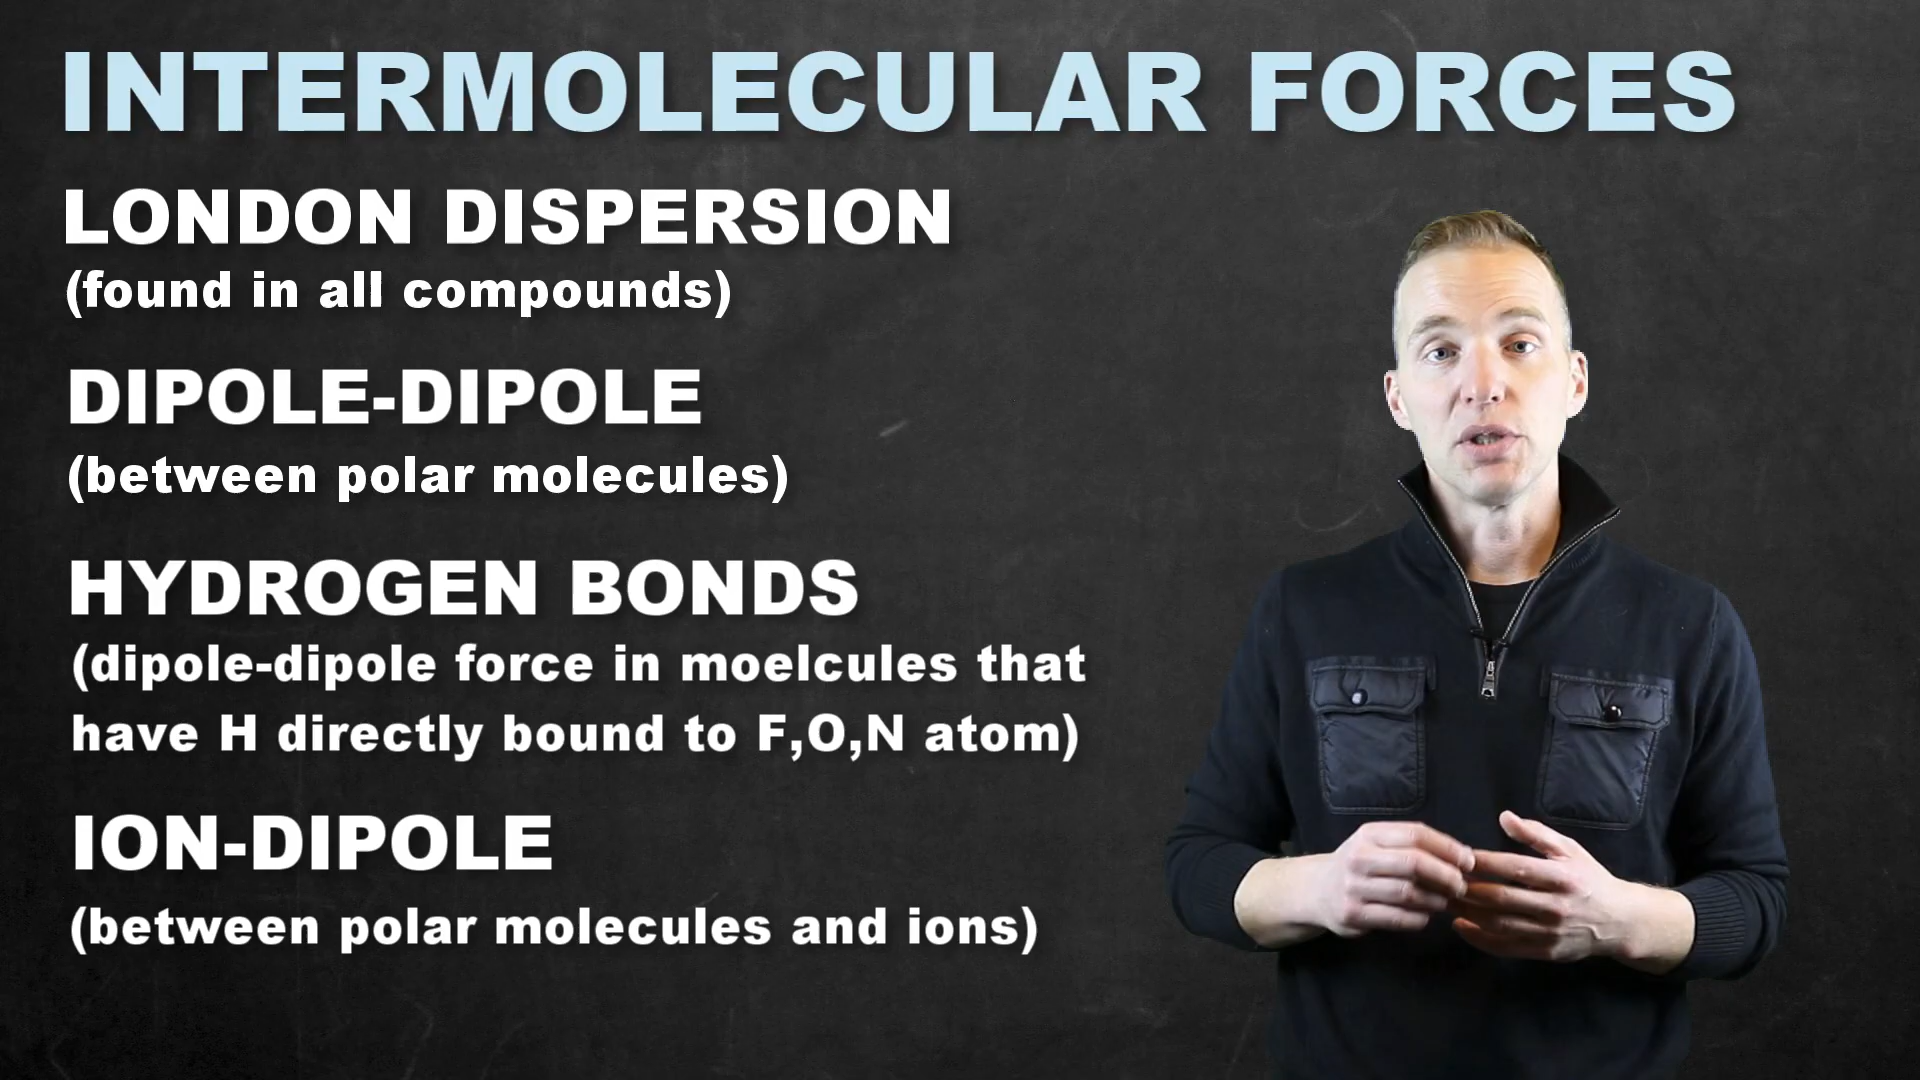 INTERMOLECULAR FORCES
LONDON DISPERSION
(found in all compounds)
DIPOLE-DIPOLE
(between polar molecules)
HYDROGEN BONDS
(dipole-dipole force in moelcules that
have H directly bound to F,O,N atom)
ION-DIPOLE
(between polar molecules and ions)